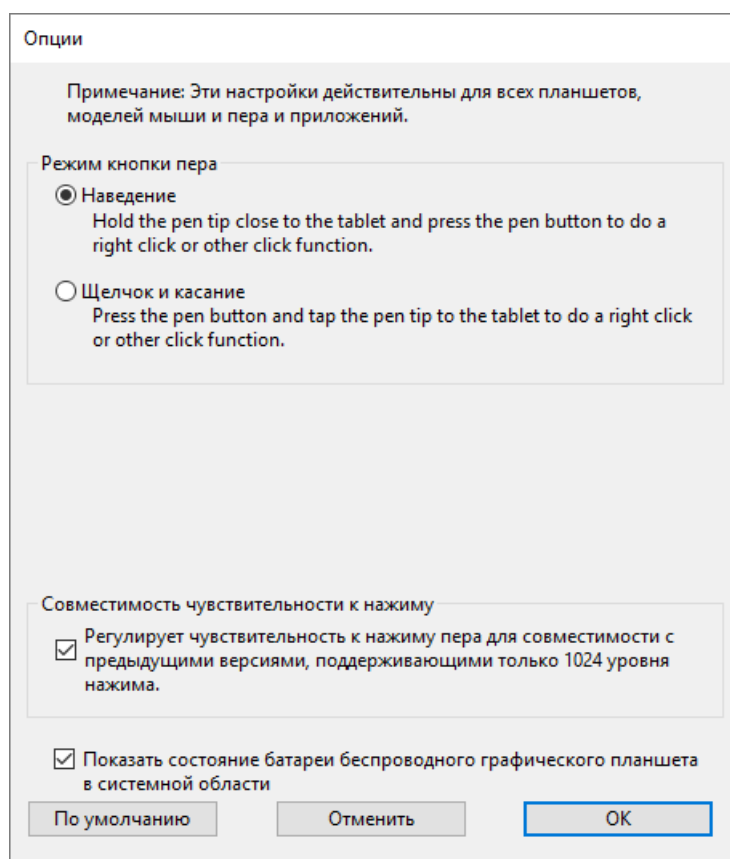 Опции
Примечание: Эти настройки действительны для всех планшетов,
моделей мыши и пера и приложений.
Режим кнопки пера
Наведение
Hold the pen tip close to the tablet and press the pen button to do a
right click or other click function.
Щелчок и касание
Press the pen button and tap the pen tip to the tablet to do a right click
or other click function.
Совместимость чувствительности к нажиму
Регулирует чувствительность к нажиму пера для совместимости с
предыдущими версиями, поддерживающими только 1024 уровня
нажима.
Показать состояние батареи беспроводного графического планшета
в системной области
По умолчанию Отменить OK